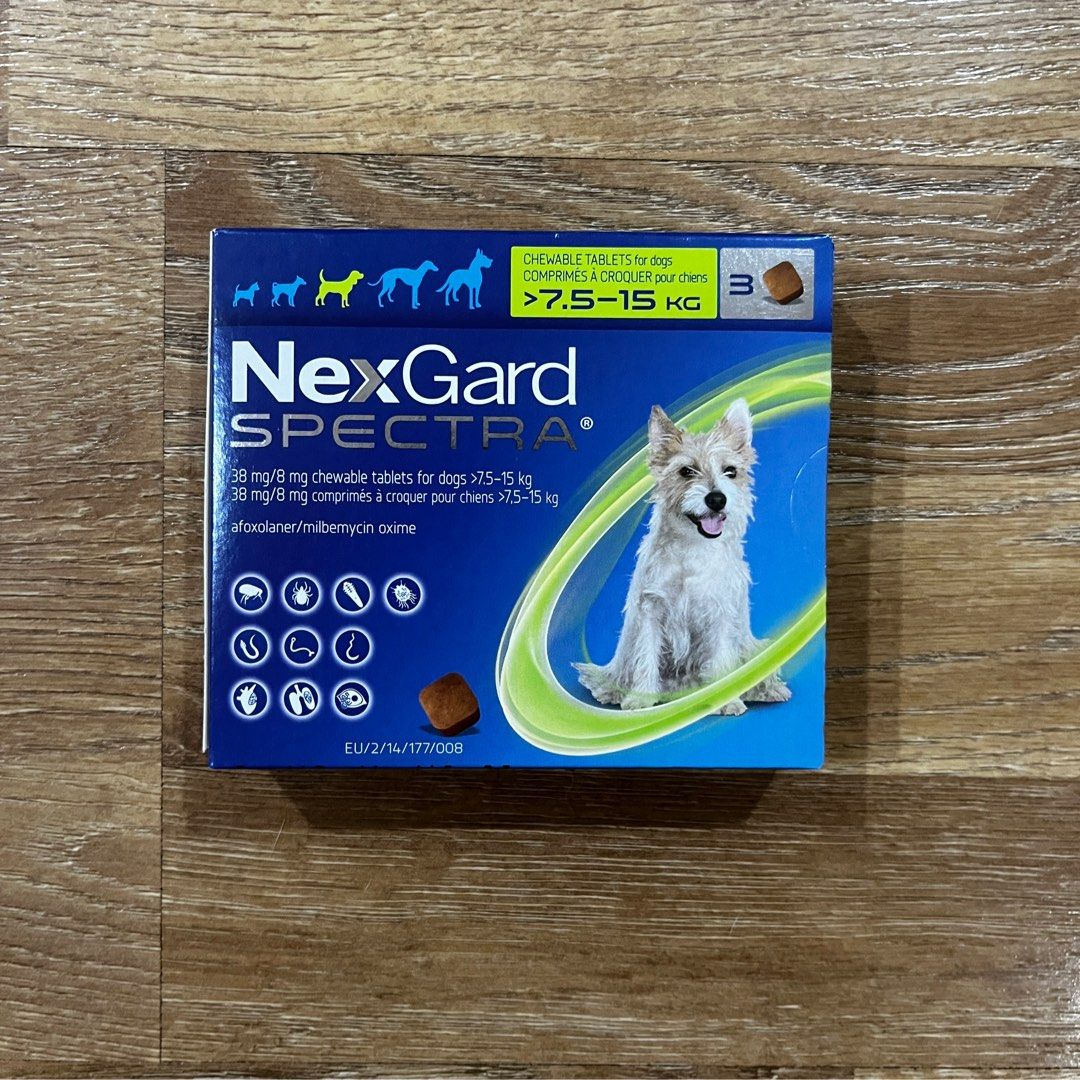 CHEWABLE TABLETS for dogs
COMPRIMÉS À CROQUER pour chiens
>7.5–15 KG
3
NexGard
SPECTRA®
38 mg/8 mg chewable tablets for dogs >7.5–15 kg
38 mg/8 mg comprimés à croquer pour chiens >7,5–15 kg
afoxolaner/milbemycin oxime
EU/2/14/177/008